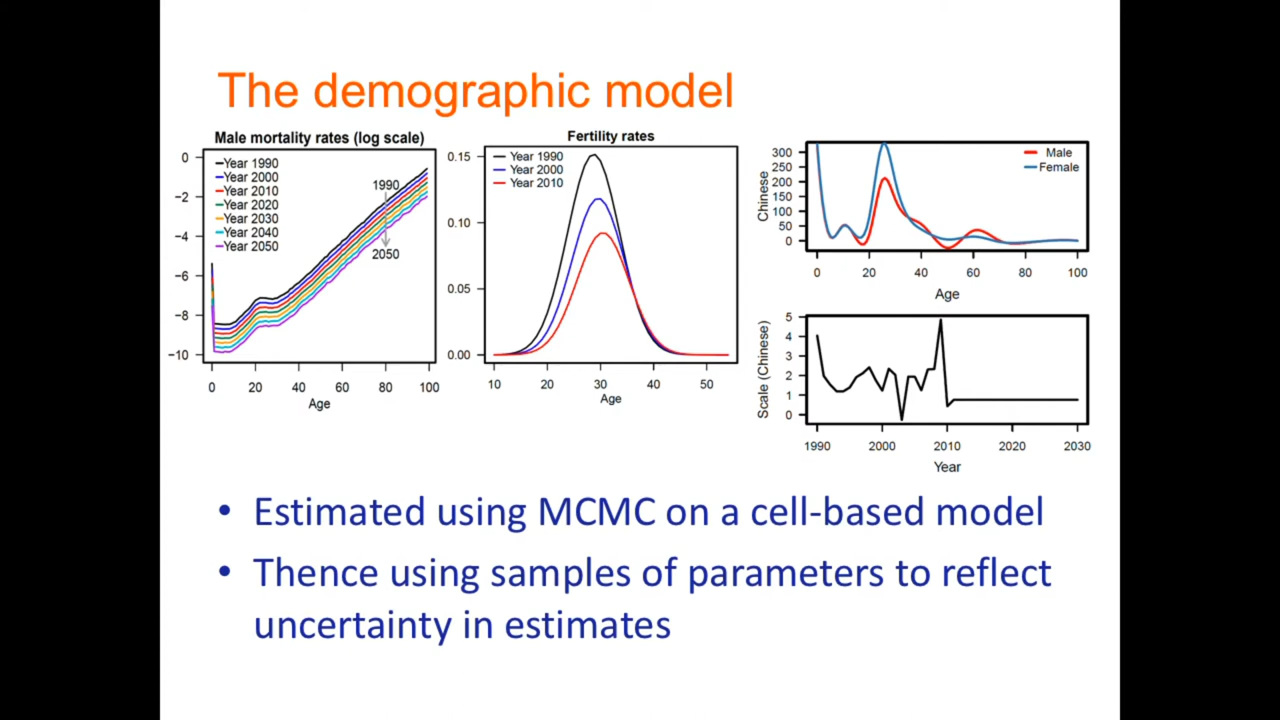 The demographic model
Male mortality rates (log scale)
0
−2
−4
−6
−8
−10
Year 1990
Year 2000
Year 2010
Year 2020
Year 2030
Year 2040
Year 2050
1990
2050
0 20 40 60 80 100
Age
Fertility rates
0.15
0.10
0.05
0.00
Year 1990
Year 2000
Year 2010
10 20 30 40 50
Age
Chinese
300
250
200
150
100
50
0
Male
Female
0 20 40 60 80 100
Age
Scale (Chinese)
5
4
3
2
1
0
1990 2000 2010 2020 2030
Year
• Estimated using MCMC on a cell-based model
• Thence using samples of parameters to reflect
uncertainty in estimates